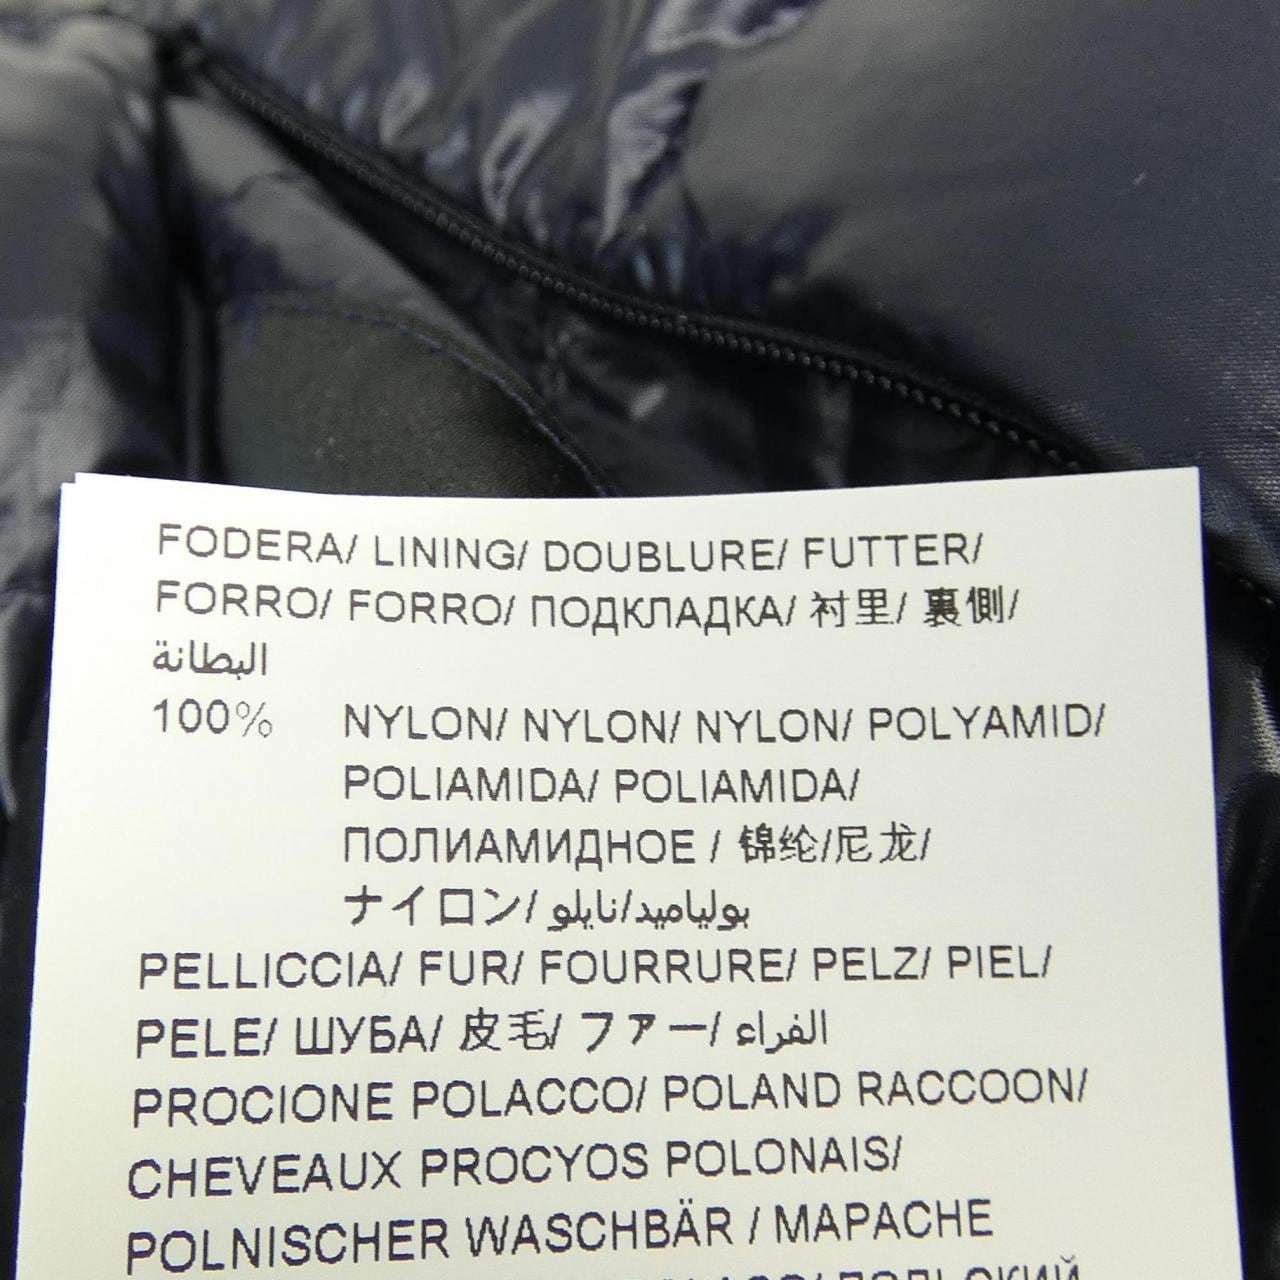 FODERA/ LINING/ DOUBLURE/ FUTTER/
FORRO/ FORRO/ ПОДКЛАДКА/ 衬里/ 裏側/
البطانة
100% NYLON/ NYLON/ NYLON/ POLYAMID/
POLIAMIDA/ POLIAMIDA/
ПОЛИАМИДНОЕ / 锦纶/尼龙/
ナイロン/ بولياميد/نايلو
PELLICCIA/ FUR/ FOURRURE/ PELZ/ PIEL/
PELE/ ШУБА/ 皮毛/ ファー/ الفراء
PROCIONE POLACCO/ POLAND RACCOON/
CHEVEAUX PROCYOS POLONAIS/
POLNISCHER WASCHBÄR / MAPACHE
ПОЛЬСКИЙ